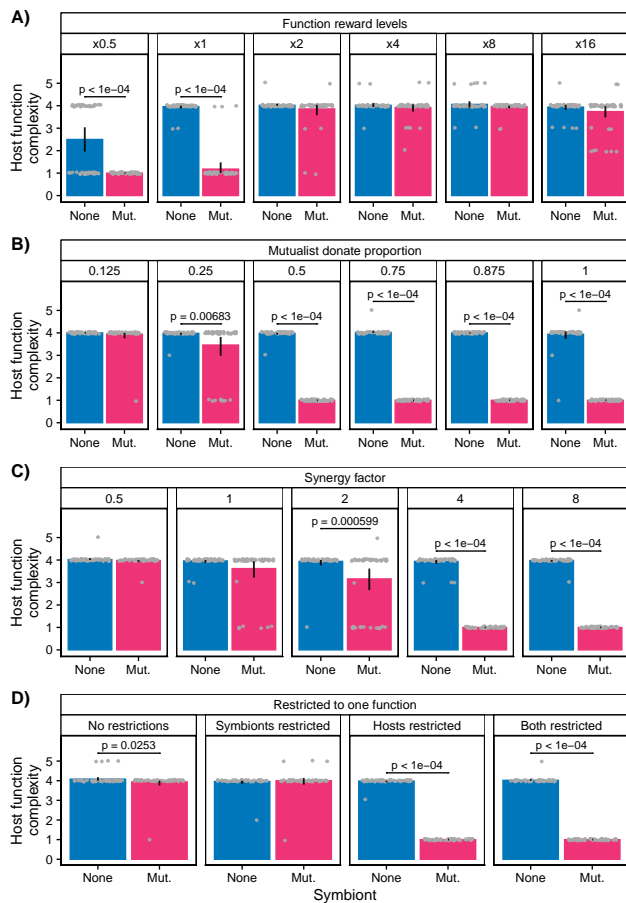 A)
Function reward levels
x0.5 x1 x2 x4 x8 x16
p < 1e−04 p < 1e−04
5
4
3
2
1
0
Host function
complexity
None Mut. None Mut. None Mut. None Mut. None Mut. None Mut.
B)
Mutualist donate proportion
0.125 0.25 0.5 0.75 0.875 1
p = 0.00683 p < 1e−04 p < 1e−04 p < 1e−04 p < 1e−04
5
4
3
2
1
0
Host function
complexity
None Mut. None Mut. None Mut. None Mut. None Mut. None Mut.
C)
Synergy factor
0.5 1 2 4 8
p = 0.000599 p < 1e−04 p < 1e−04
5
4
3
2
1
0
Host function
complexity
None Mut. None Mut. None Mut. None Mut. None Mut.
D)
Restricted to one function
No restrictions Symbionts restricted Hosts restricted Both restricted
p = 0.0253 p < 1e−04 p < 1e−04
5
4
3
2
1
0
Host function
complexity
None Mut. None Mut. None Mut. None Mut.
Symbiont